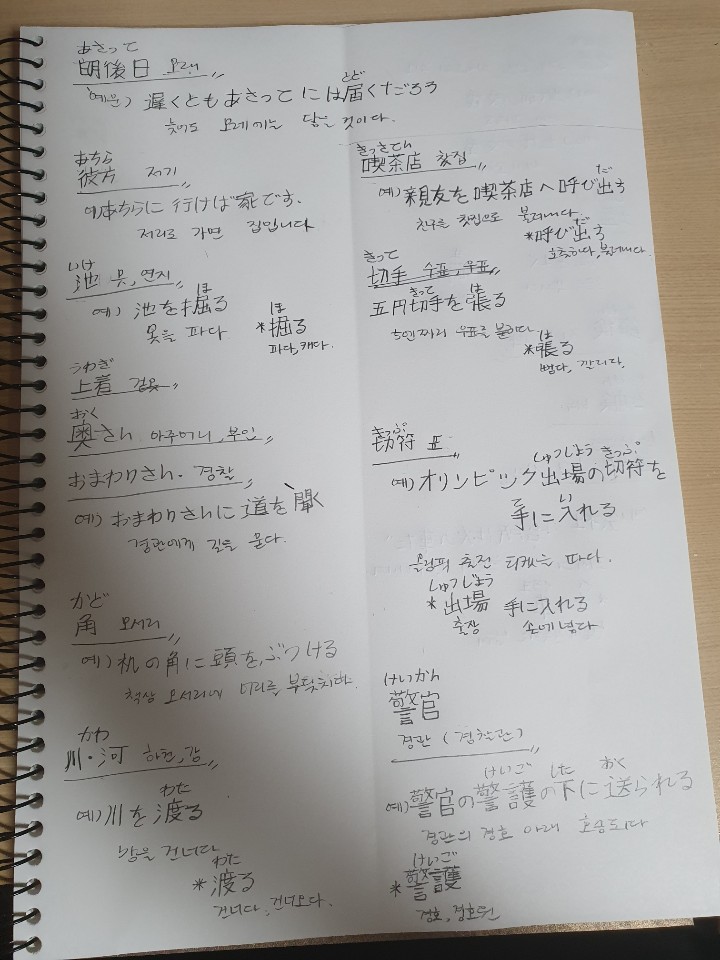 あさって
明後日 모레
예문) 遅くともあさってには届くだろう
とど
늦어도 모레에는 닿을 것이다.
あちら
彼方 저기
예)あちらに行けば家です.
저리로 가면 집입니다
いけ
池 못, 연지
예) 池を掘る
ほ
못을 파다
ほ
*掘る
파다, 캐다.
うわぎ
上着 겉옷
おく
奥さん 아주머니, 부인
おまわりさん. 경찰
예) おまわりさんに道を聞く
경관에게 길을 묻다.
かど
角 모서리
예) 机の角に頭をぶつける
책상 모서리에 머리를 부딪치다.
かわ
川・河 하천, 강
예) 川を渡る
わた
강을 건너다
わた
*渡る
건너다, 건너오다.
きっさてん
喫茶店 찻집
예) 親友を喫茶店へ呼び出す
だ
친구를 찻집으로 불러내다.
だ
*呼び出す
호출하다, 불러내다.
きって
切手 수표, 우표
五円切手を張る
きって は
5엔짜리 우표를 붙이다
は
*張る
뻗다, 깔리다.
きっぷ
切符 표
しゅつじょう きっぷ
예) オリンピック出場の切符を
て い
手に入れる
올림픽 출전 티켓을 따다.
しゅつじょう
*出場 手に入れる
출장 손에 넣다
けいかん
警官
경관 (경찰관)
けいご した おく
예) 警官の警護の下に送られる
경관의 경호 아래 호송되다
けいご
*警護
경호, 경호원